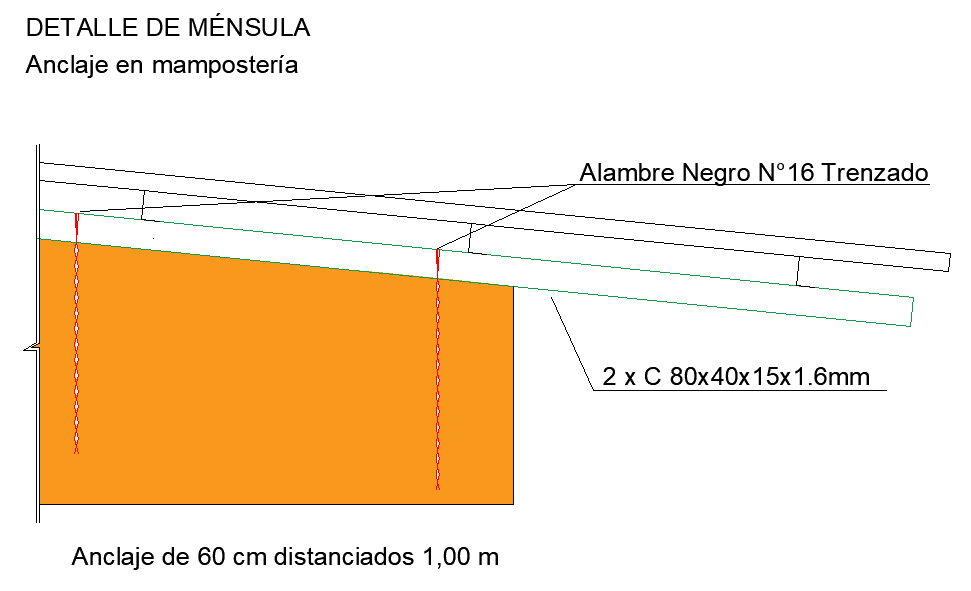 DETALLE DE MÉNSULA
Anclaje en mampostería
Alambre Negro N°16 Trenzado
2 x C 80x40x15x1.6mm
Anclaje de 60 cm distanciados 1,00 m